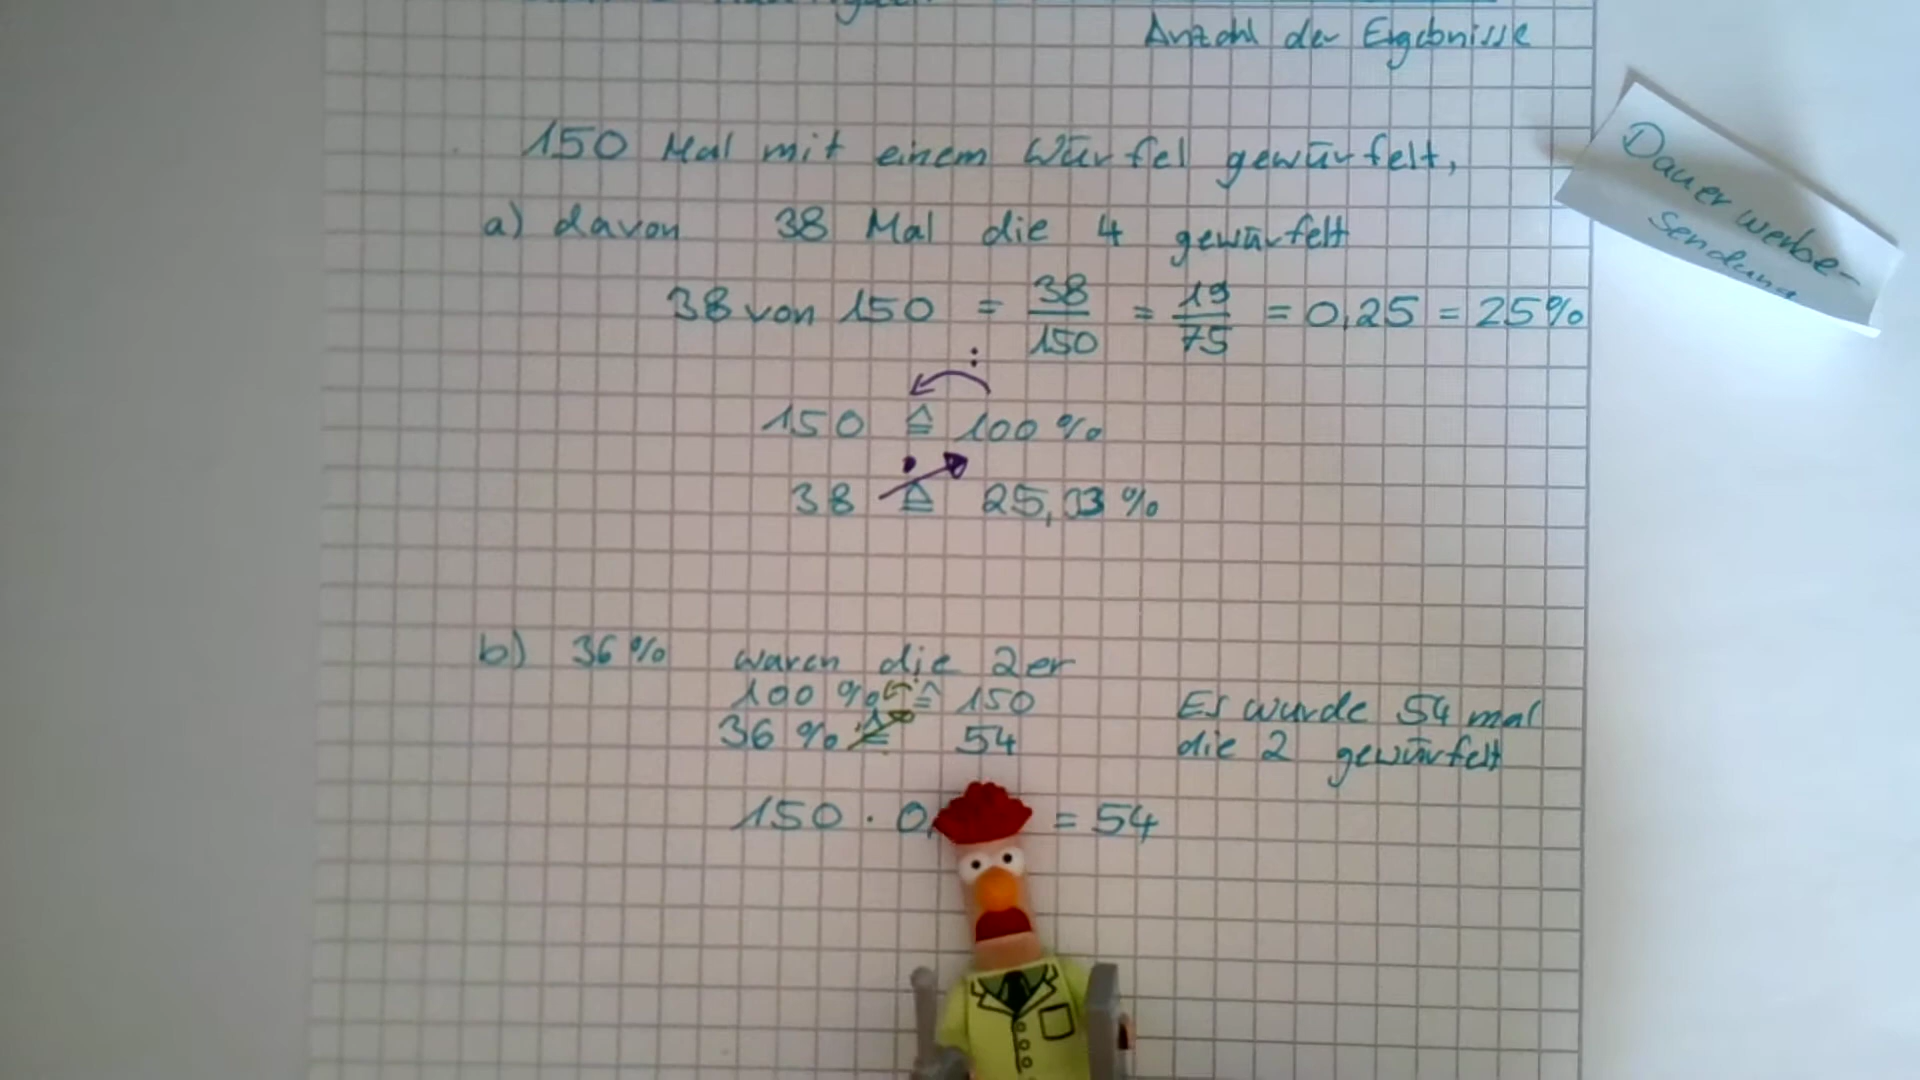 Anzahl der Ergebnisse
150 Mal mit einem Würfel gewürfelt,
a) davon 38 Mal die 4 gewürfelt
38 von 150 = 38/150 = 19/75 = 0,25 = 25%
:
150 ≙ 100 %
·
38 ≙ 25,33 %
b) 36 % waren die 2er
100 % ≙ 150
36 % ≙ 54
Es wurde 54 mal
die 2 gewürfelt
150 · 0, = 54
Dauerwerbe-
Sendung